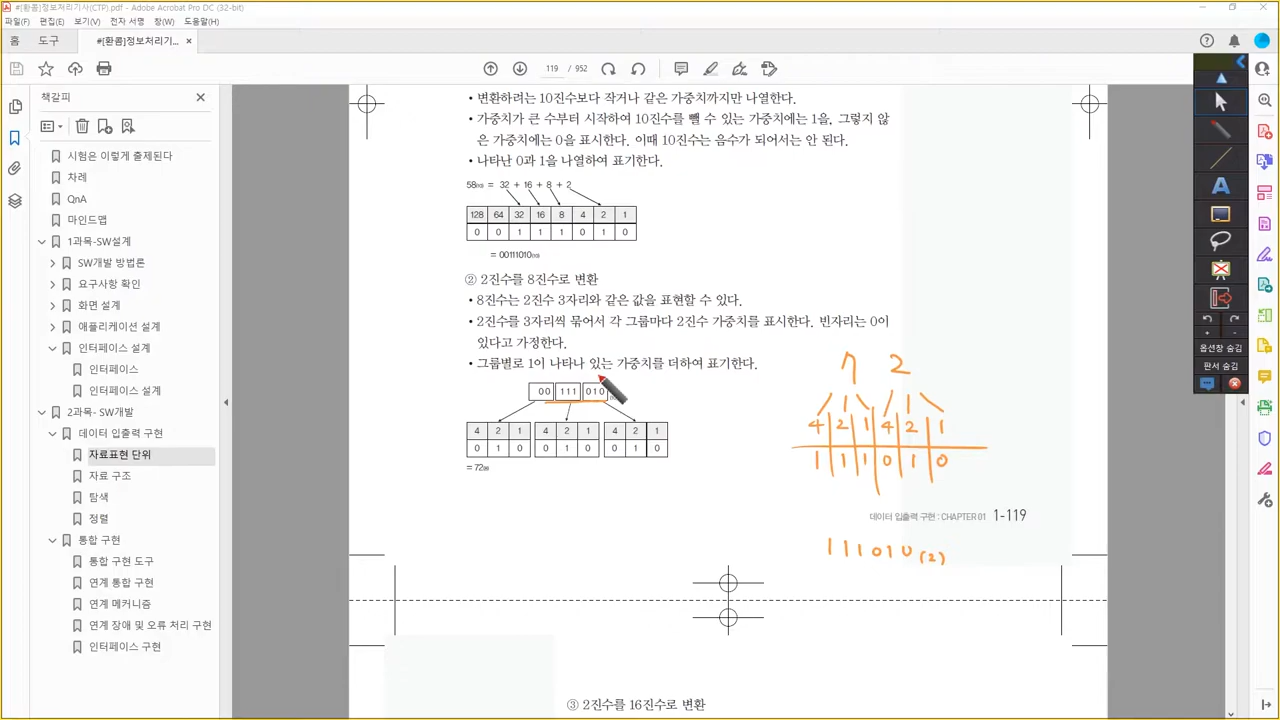 #[환콤]정보처리기사(CTP).pdf - Adobe Acrobat Pro DC (32-bit)
파일(F) 편집(E) 보기(V) 전자 서명 창(W) 도움말(H)
홈 도구 #[환콤]정보처리기... ×
119 / 952
책갈피
시험은 이렇게 출제된다
차례
QnA
마인드맵
1과목-SW설계
SW개발 방법론
요구사항 확인
화면 설계
애플리케이션 설계
인터페이스 설계
인터페이스
인터페이스 설계
2과목- SW개발
데이터 입출력 구현
자료표현 단위
자료 구조
탐색
정렬
통합 구현
통합 구현 도구
연계 통합 구현
연계 메커니즘
연계 장애 및 오류 처리 구현
인터페이스 구현
• 변환하려는 10진수보다 작거나 같은 가중치까지만 나열한다.
• 가중치가 큰 수부터 시작하여 10진수를 뺄 수 있는 가중치에는 1을, 그렇지 않
은 가중치에는 0을 표시한다. 이때 10진수는 음수가 되어서는 안 된다.
• 나타난 0과 1을 나열하여 표기한다.
58(10) = 32 + 16 + 8 + 2
128 64 32 16 8 4 2 1
0 0 1 1 1 0 1 0
= 00111010(2)
② 2진수를 8진수로 변환
• 8진수는 2진수 3자리와 같은 값을 표현할 수 있다.
• 2진수를 3자리씩 묶어서 각 그룹마다 2진수 가중치를 표시한다. 빈자리는 0이
있다고 가정한다.
• 그룹별로 1이 나타나 있는 가중치를 더하여 표기한다.
00 111 010
4 2 1 4 2 1 4 2 1
0 1 0 0 1 0 0 1 0
= 72(8)
7 2
4 2 1 4 2 1
1 1 1 0 1 0
데이터 입출력 구현 : CHAPTER 01 1-119
111010(2)
③ 2진수를 16진수로 변환
옵션창 숨김
판서 숨김